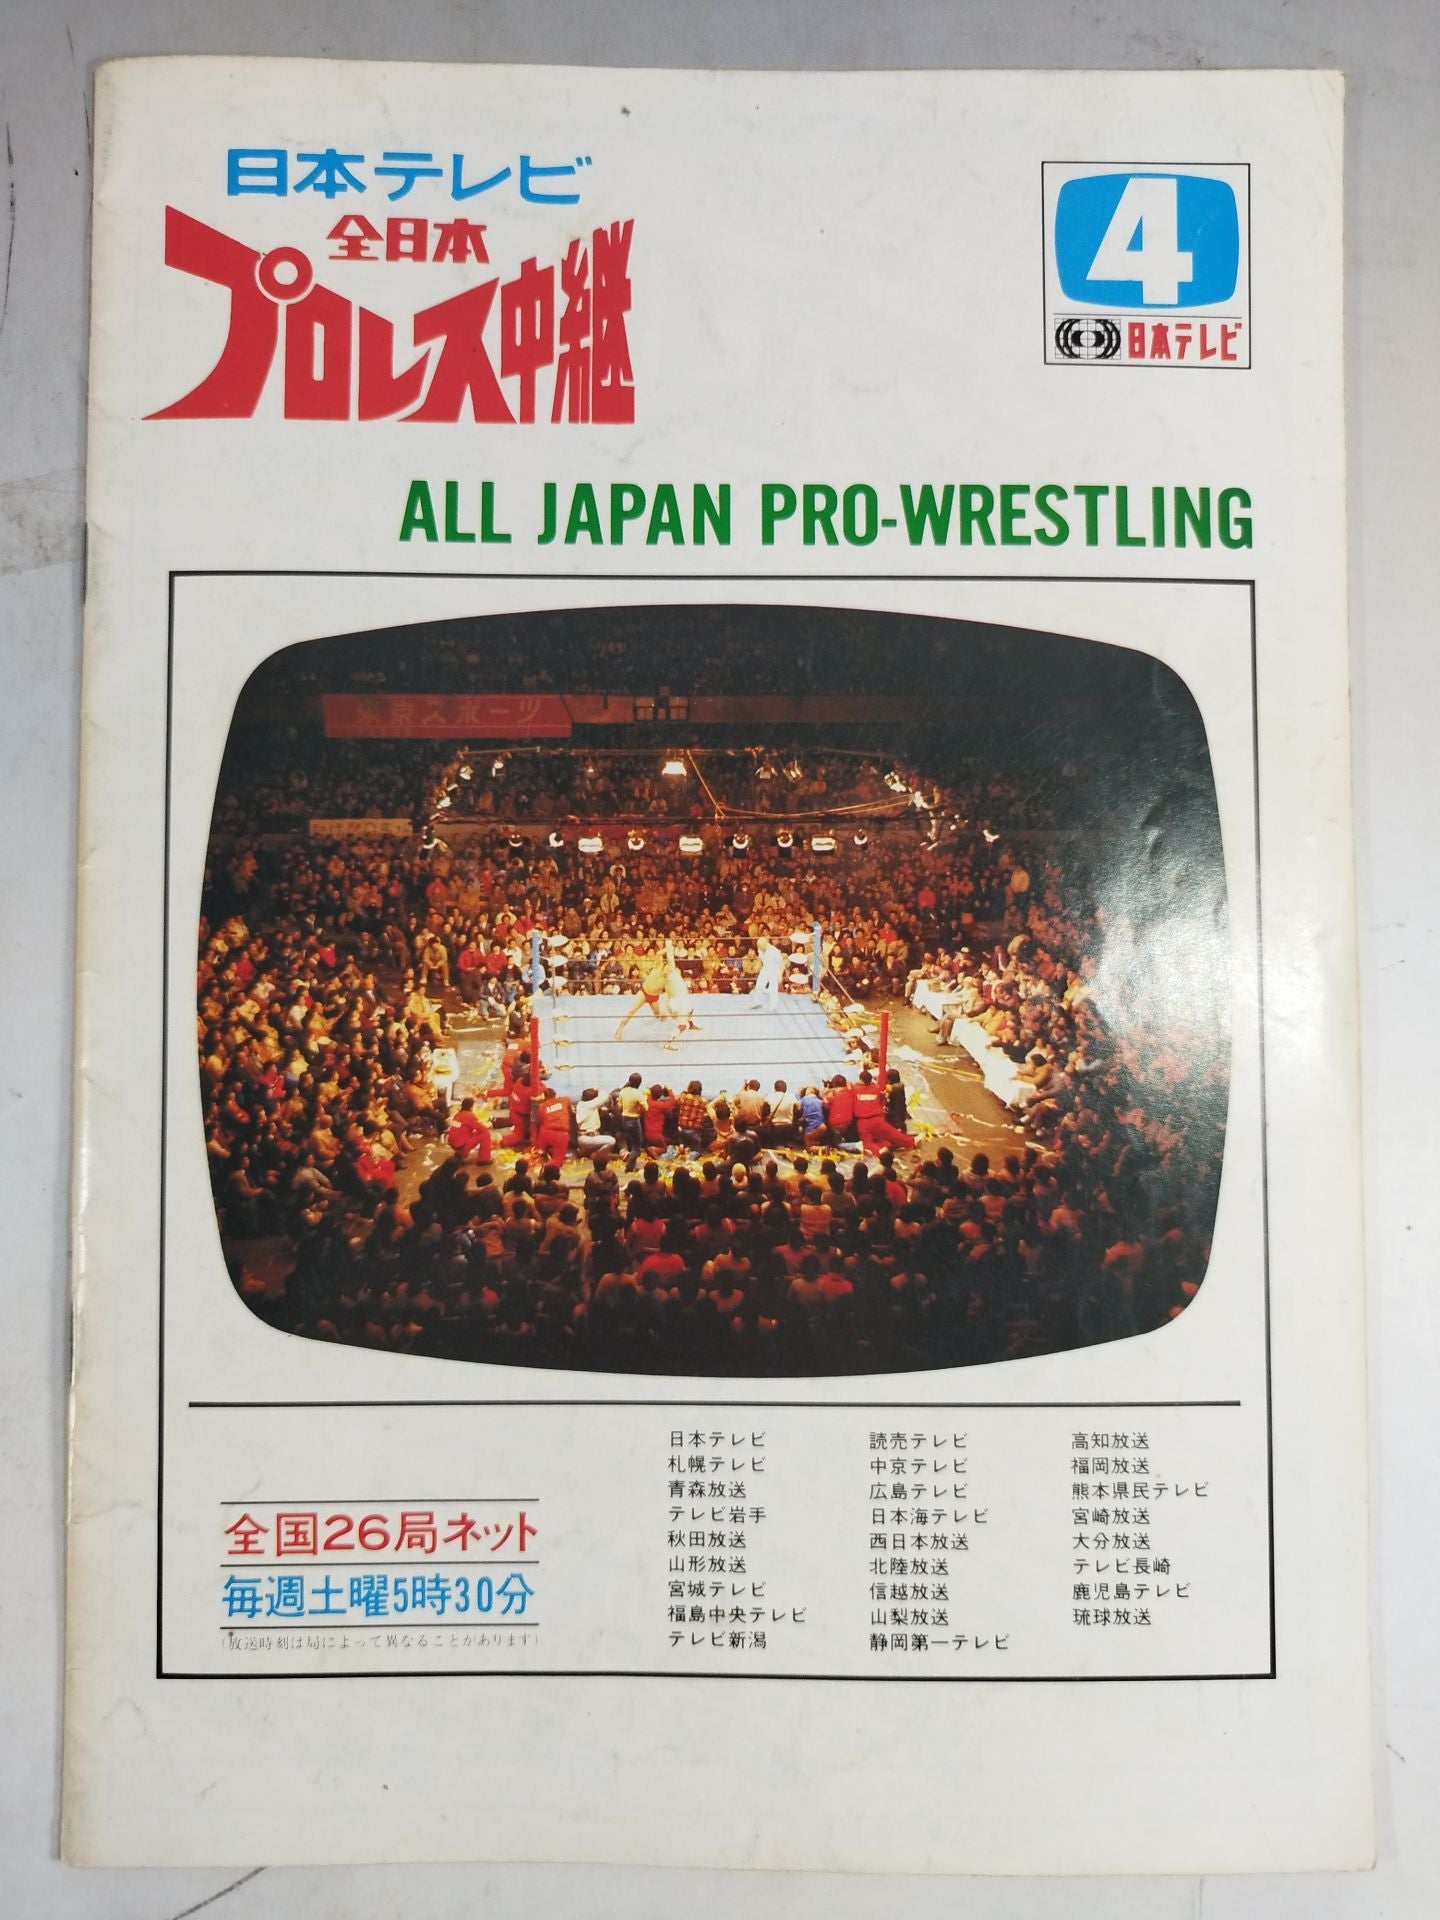 日本テレビ
全日本
プロレス中継
4
日本テレビ
ALL JAPAN PRO-WRESTLING
東京スポーツ
全国26局ネット
毎週土曜5時30分
(放送時刻は局によって異なることがあります)
日本テレビ
札幌テレビ
青森放送
テレビ岩手
秋田放送
山形放送
宮城テレビ
福島中央テレビ
テレビ新潟
読売テレビ
中京テレビ
広島テレビ
日本海テレビ
西日本放送
北陸放送
信越放送
山梨放送
静岡第一テレビ
高知放送
福岡放送
熊本県民テレビ
宮崎放送
大分放送
テレビ長崎
鹿児島テレビ
琉球放送